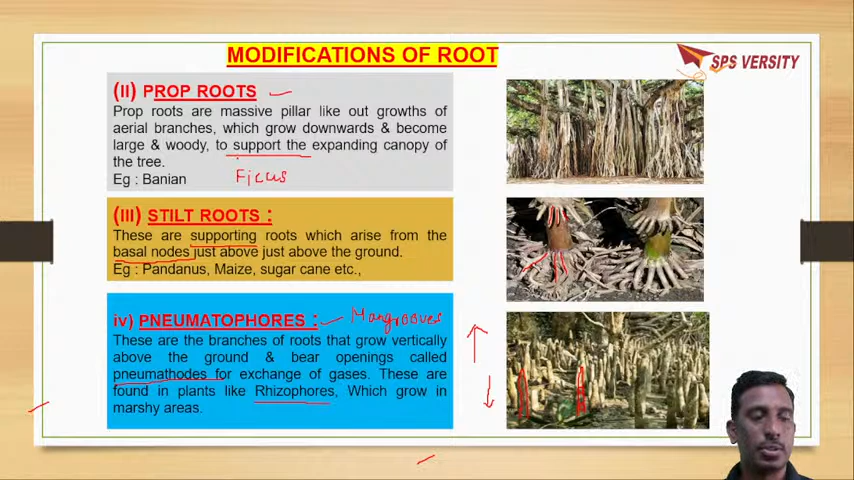 MODIFICATIONS OF ROOT
SPS VERSITY
(II) PROP ROOTS
Prop roots are massive pillar like out growths of
aerial branches, which grow downwards & become
large & woody, to support the expanding canopy of
the tree.
Eg : Banian Ficus
(III) STILT ROOTS :
These are supporting roots which arise from the
basal nodes just above just above the ground.
Eg : Pandanus, Maize, sugar cane etc.,
iv) PNEUMATOPHORES : Mangrooves
These are the branches of roots that grow vertically
above the ground & bear openings called
pneumathodes for exchange of gases. These are
found in plants like Rhizophores, Which grow in
marshy areas.